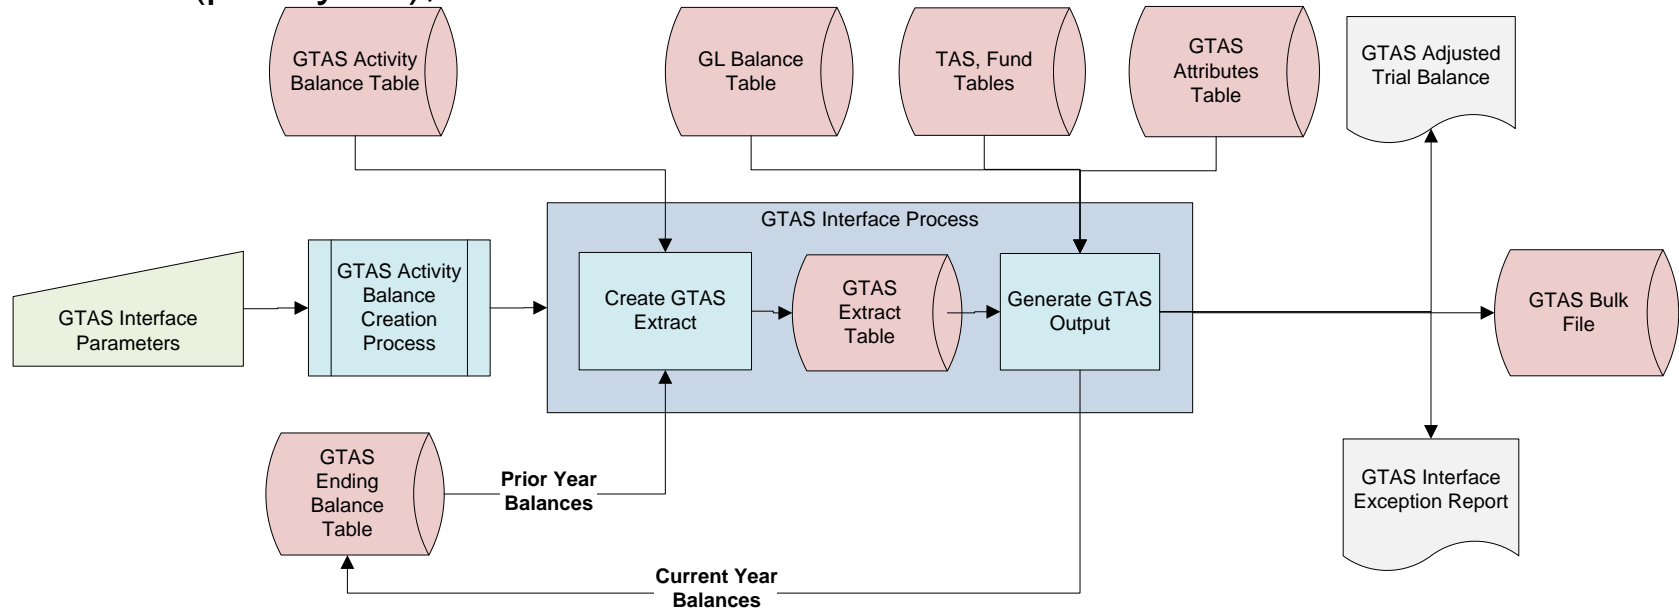 GTAS Activity
Balance Table
GL Balance
Table
TAS, Fund
Tables
GTAS
Attributes
Table
GTAS Adjusted
Trial Balance
GTAS Interface Process
GTAS Interface
Parameters
GTAS Activity
Balance
Creation
Process
Create GTAS
Extract
GTAS
Extract
Table
Generate GTAS
Output
GTAS Bulk
File
GTAS
Ending
Balance
Table
Prior Year
Balances
GTAS Interface
Exception Report
Current Year
Balances